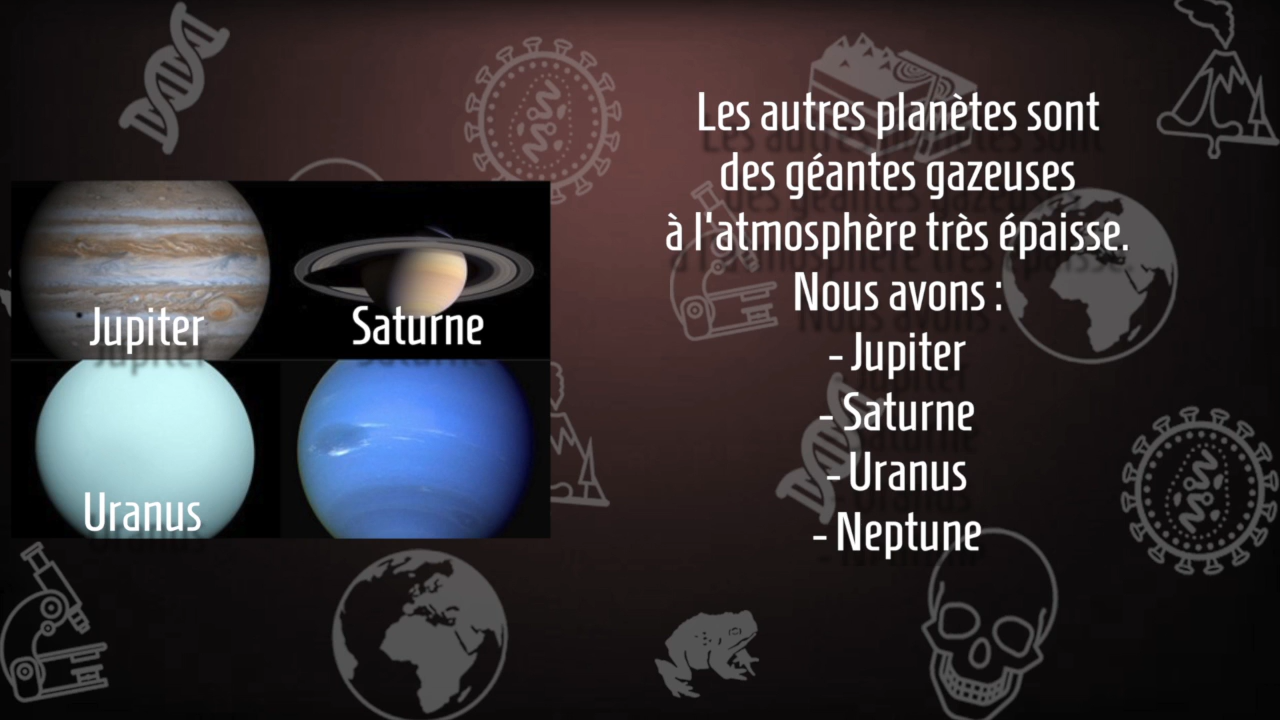 Jupiter
Saturne
Uranus
Les autres planètes sont
des géantes gazeuses
à l'atmosphère très épaisse.
Nous avons :
- Jupiter
- Saturne
- Uranus
- Neptune